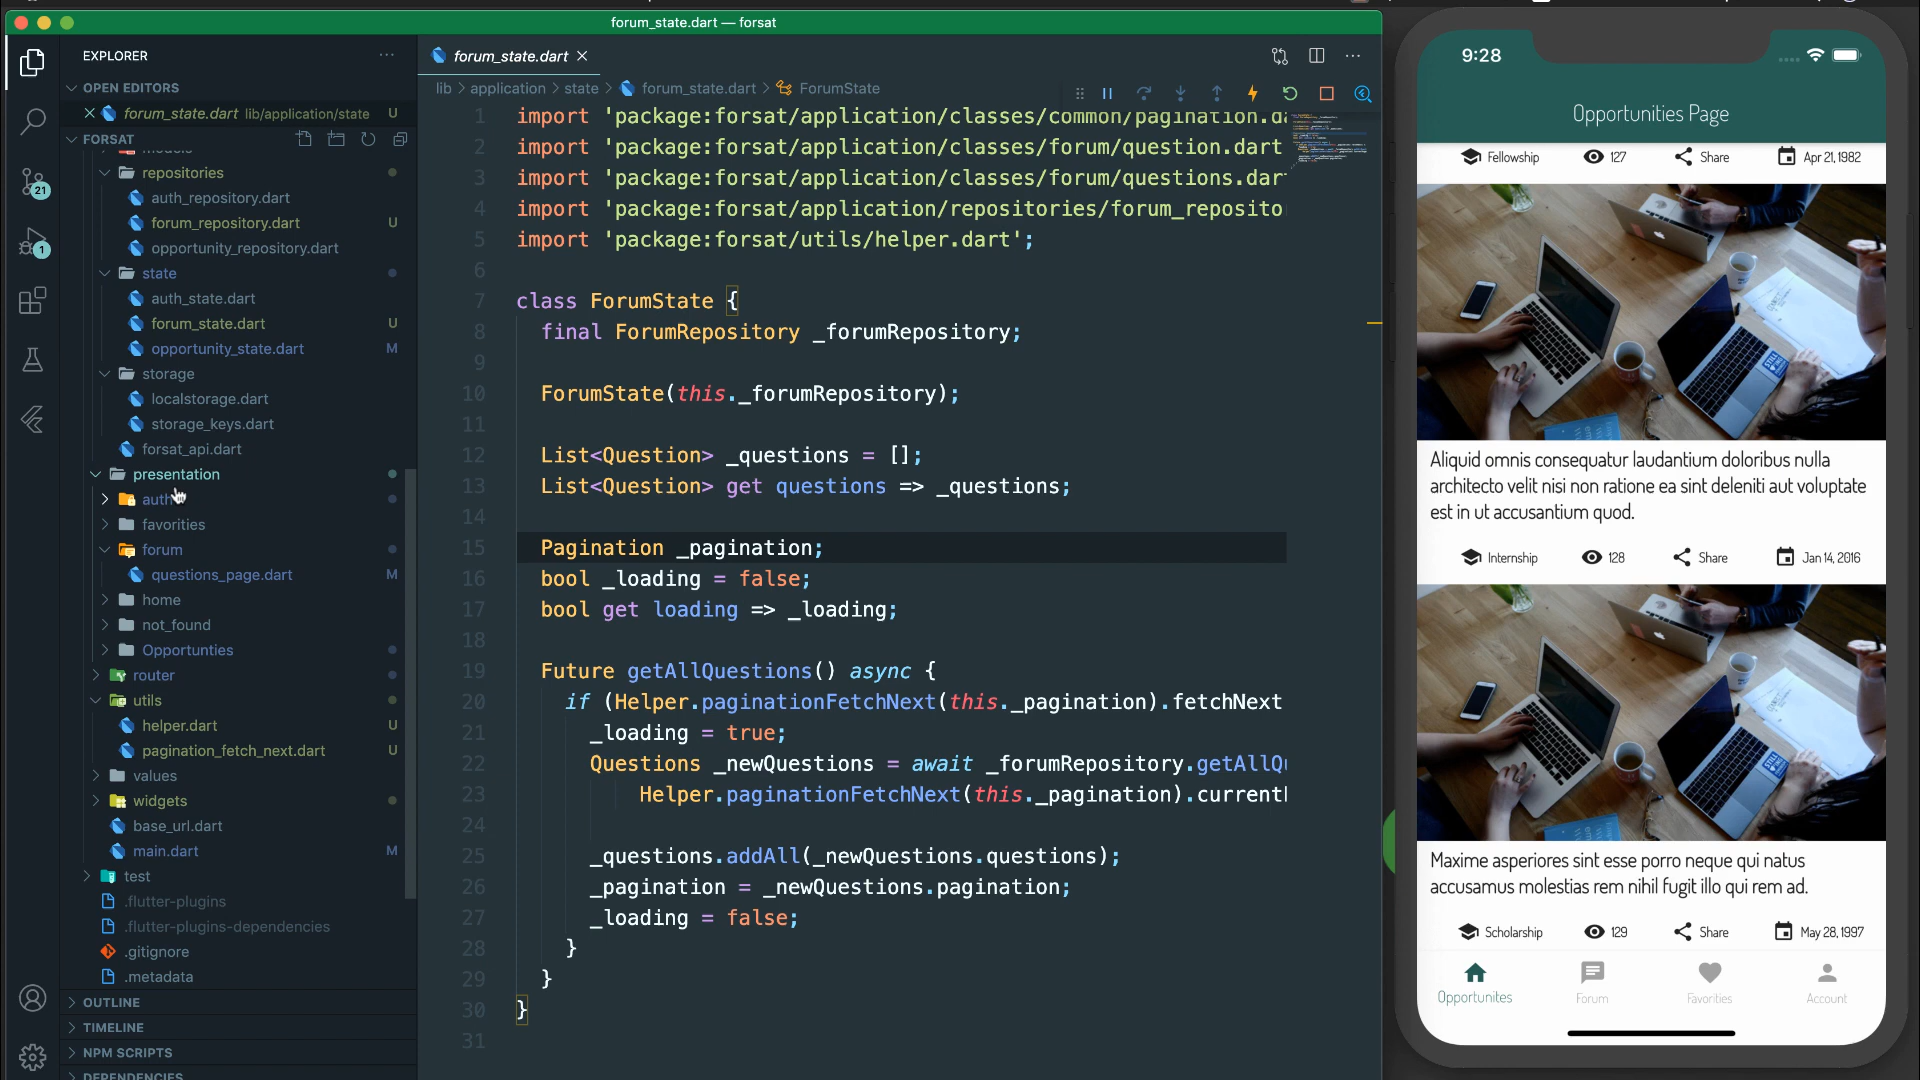 forum_state.dart — forsat
EXPLORER
OPEN EDITORS
forum_state.dart lib/application/state U
FORSAT
models
repositories
auth_repository.dart
forum_repository.dart U
opportunity_repository.dart
state
auth_state.dart
forum_state.dart U
opportunity_state.dart M
storage
localstorage.dart
storage_keys.dart
forsat_api.dart
presentation
auth
favorities
forum
questions_page.dart M
home
not_found
Opportunties
router
utils
helper.dart U
pagination_fetch_next.dart U
values
widgets
base_url.dart
main.dart M
test
.flutter-plugins
.flutter-plugins-dependencies
.gitignore
.metadata
OUTLINE
TIMELINE
NPM SCRIPTS
DEPENDENCIES
21
1
forum_state.dart
lib > application > state > forum_state.dart > ForumState
1 import 'package:forsat/application/classes/common/pagination.da
2 import 'package:forsat/application/classes/forum/question.dart
3 import 'package:forsat/application/classes/forum/questions.dar
4 import 'package:forsat/application/repositories/forum_reposito
5 import 'package:forsat/utils/helper.dart';
6
7 class ForumState {
8 final ForumRepository _forumRepository;
9
10 ForumState(this._forumRepository);
11
12 List<Question> _questions = [];
13 List<Question> get questions => _questions;
14
15 Pagination _pagination;
16 bool _loading = false;
17 bool get loading => _loading;
18
19 Future getAllQuestions() async {
20 if (Helper.paginationFetchNext(this._pagination).fetchNext
21 _loading = true;
22 Questions _newQuestions = await _forumRepository.getAllQu
23 Helper.paginationFetchNext(this._pagination).current
24
25 _questions.addAll(_newQuestions.questions);
26 _pagination = _newQuestions.pagination;
27 _loading = false;
28 }
29 }
30 }
31
9:28
Opportunities Page
Fellowship 127 Share Apr 21, 1982
Aliquid omnis consequatur laudantium doloribus nulla
architecto velit nisi non ratione ea sint deleniti aut voluptate
est in ut accusantium quod.
Internship 128 Share Jan 14, 2016
Maxime asperiores sint esse porro neque qui natus
accusamus molestias rem nihil fugit illo qui rem ad.
Scholarship 129 Share May 28, 1997
Opportunites Forum Favorities Account